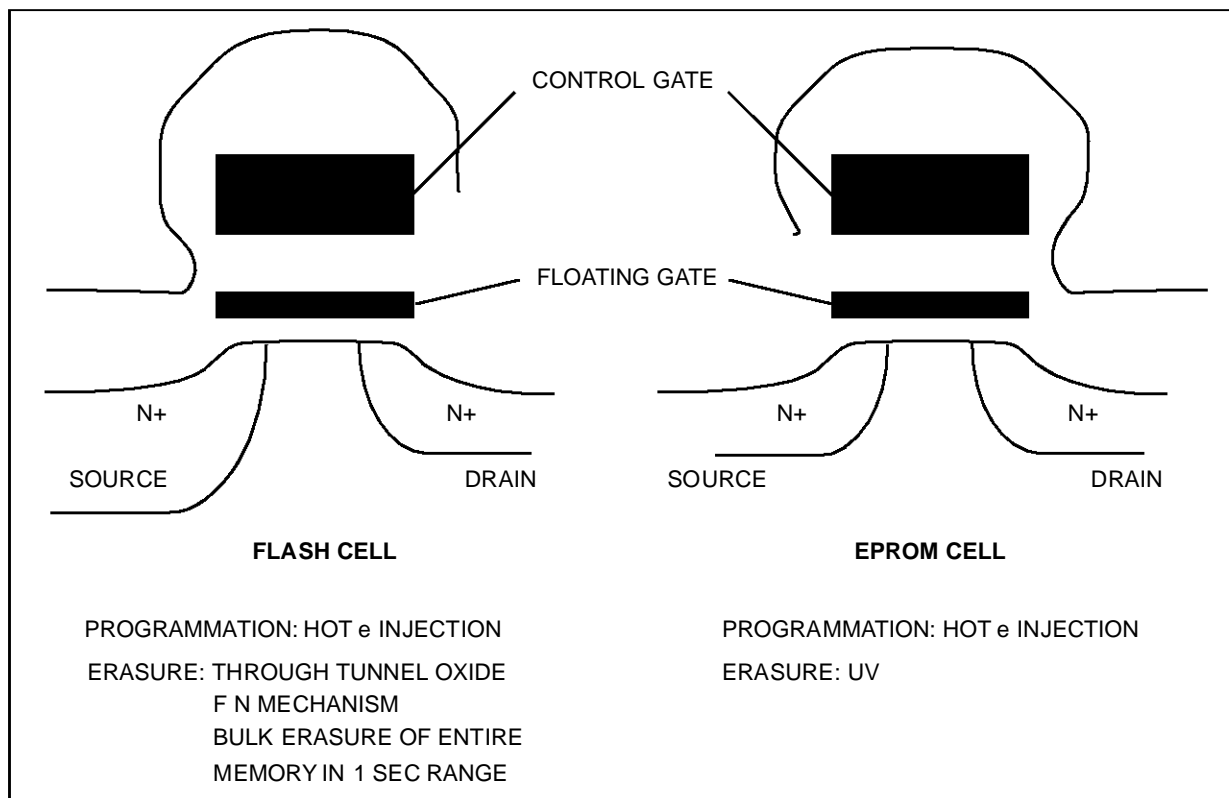 CONTROL GATE
FLOATING GATE
N+
N+
N+
N+
SOURCE
DRAIN
SOURCE
DRAIN
FLASH CELL
EPROM CELL
PROGRAMMATION: HOT e INJECTION
ERASURE: THROUGH TUNNEL OXIDE
F N MECHANISM
BULK ERASURE OF ENTIRE
MEMORY IN 1 SEC RANGE
PROGRAMMATION: HOT e INJECTION
ERASURE: UV